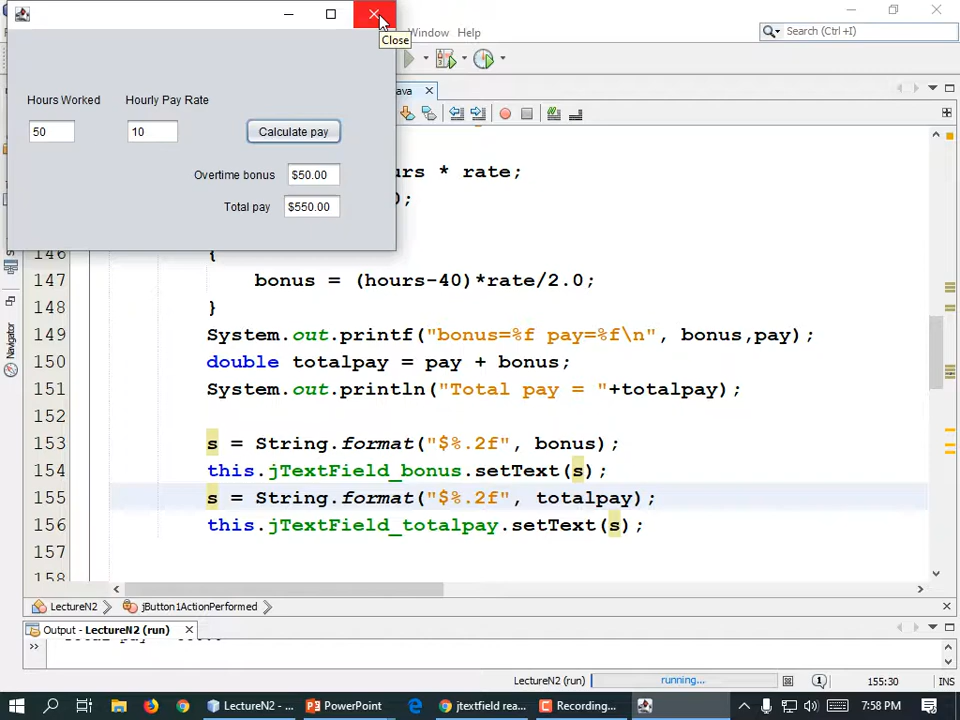 Close
Window Help
Search (Ctrl+I)
Hours Worked
Hourly Pay Rate
50
10
Calculate pay
Overtime bonus
$50.00
Total pay
$550.00
ava
urs * rate;
0;
146
{
147
bonus = (hours-40)*rate/2.0;
148
}
149
System.out.printf("bonus=%f pay=%f\n", bonus,pay);
150
double totalpay = pay + bonus;
151
System.out.println("Total pay = "+totalpay);
152
153
s = String.format("$%.2f", bonus);
154
this.jTextField_bonus.setText(s);
155
s = String.format("$%.2f", totalpay);
156
this.jTextField_totalpay.setText(s);
157
158
Navigator
LectureN2
jButton1ActionPerformed
Output - LectureN2 (run)
LectureN2 (run)
running...
155:30
INS
LectureN2 - ...
PowerPoint
jtextfield rea...
Recording...
7:58 PM